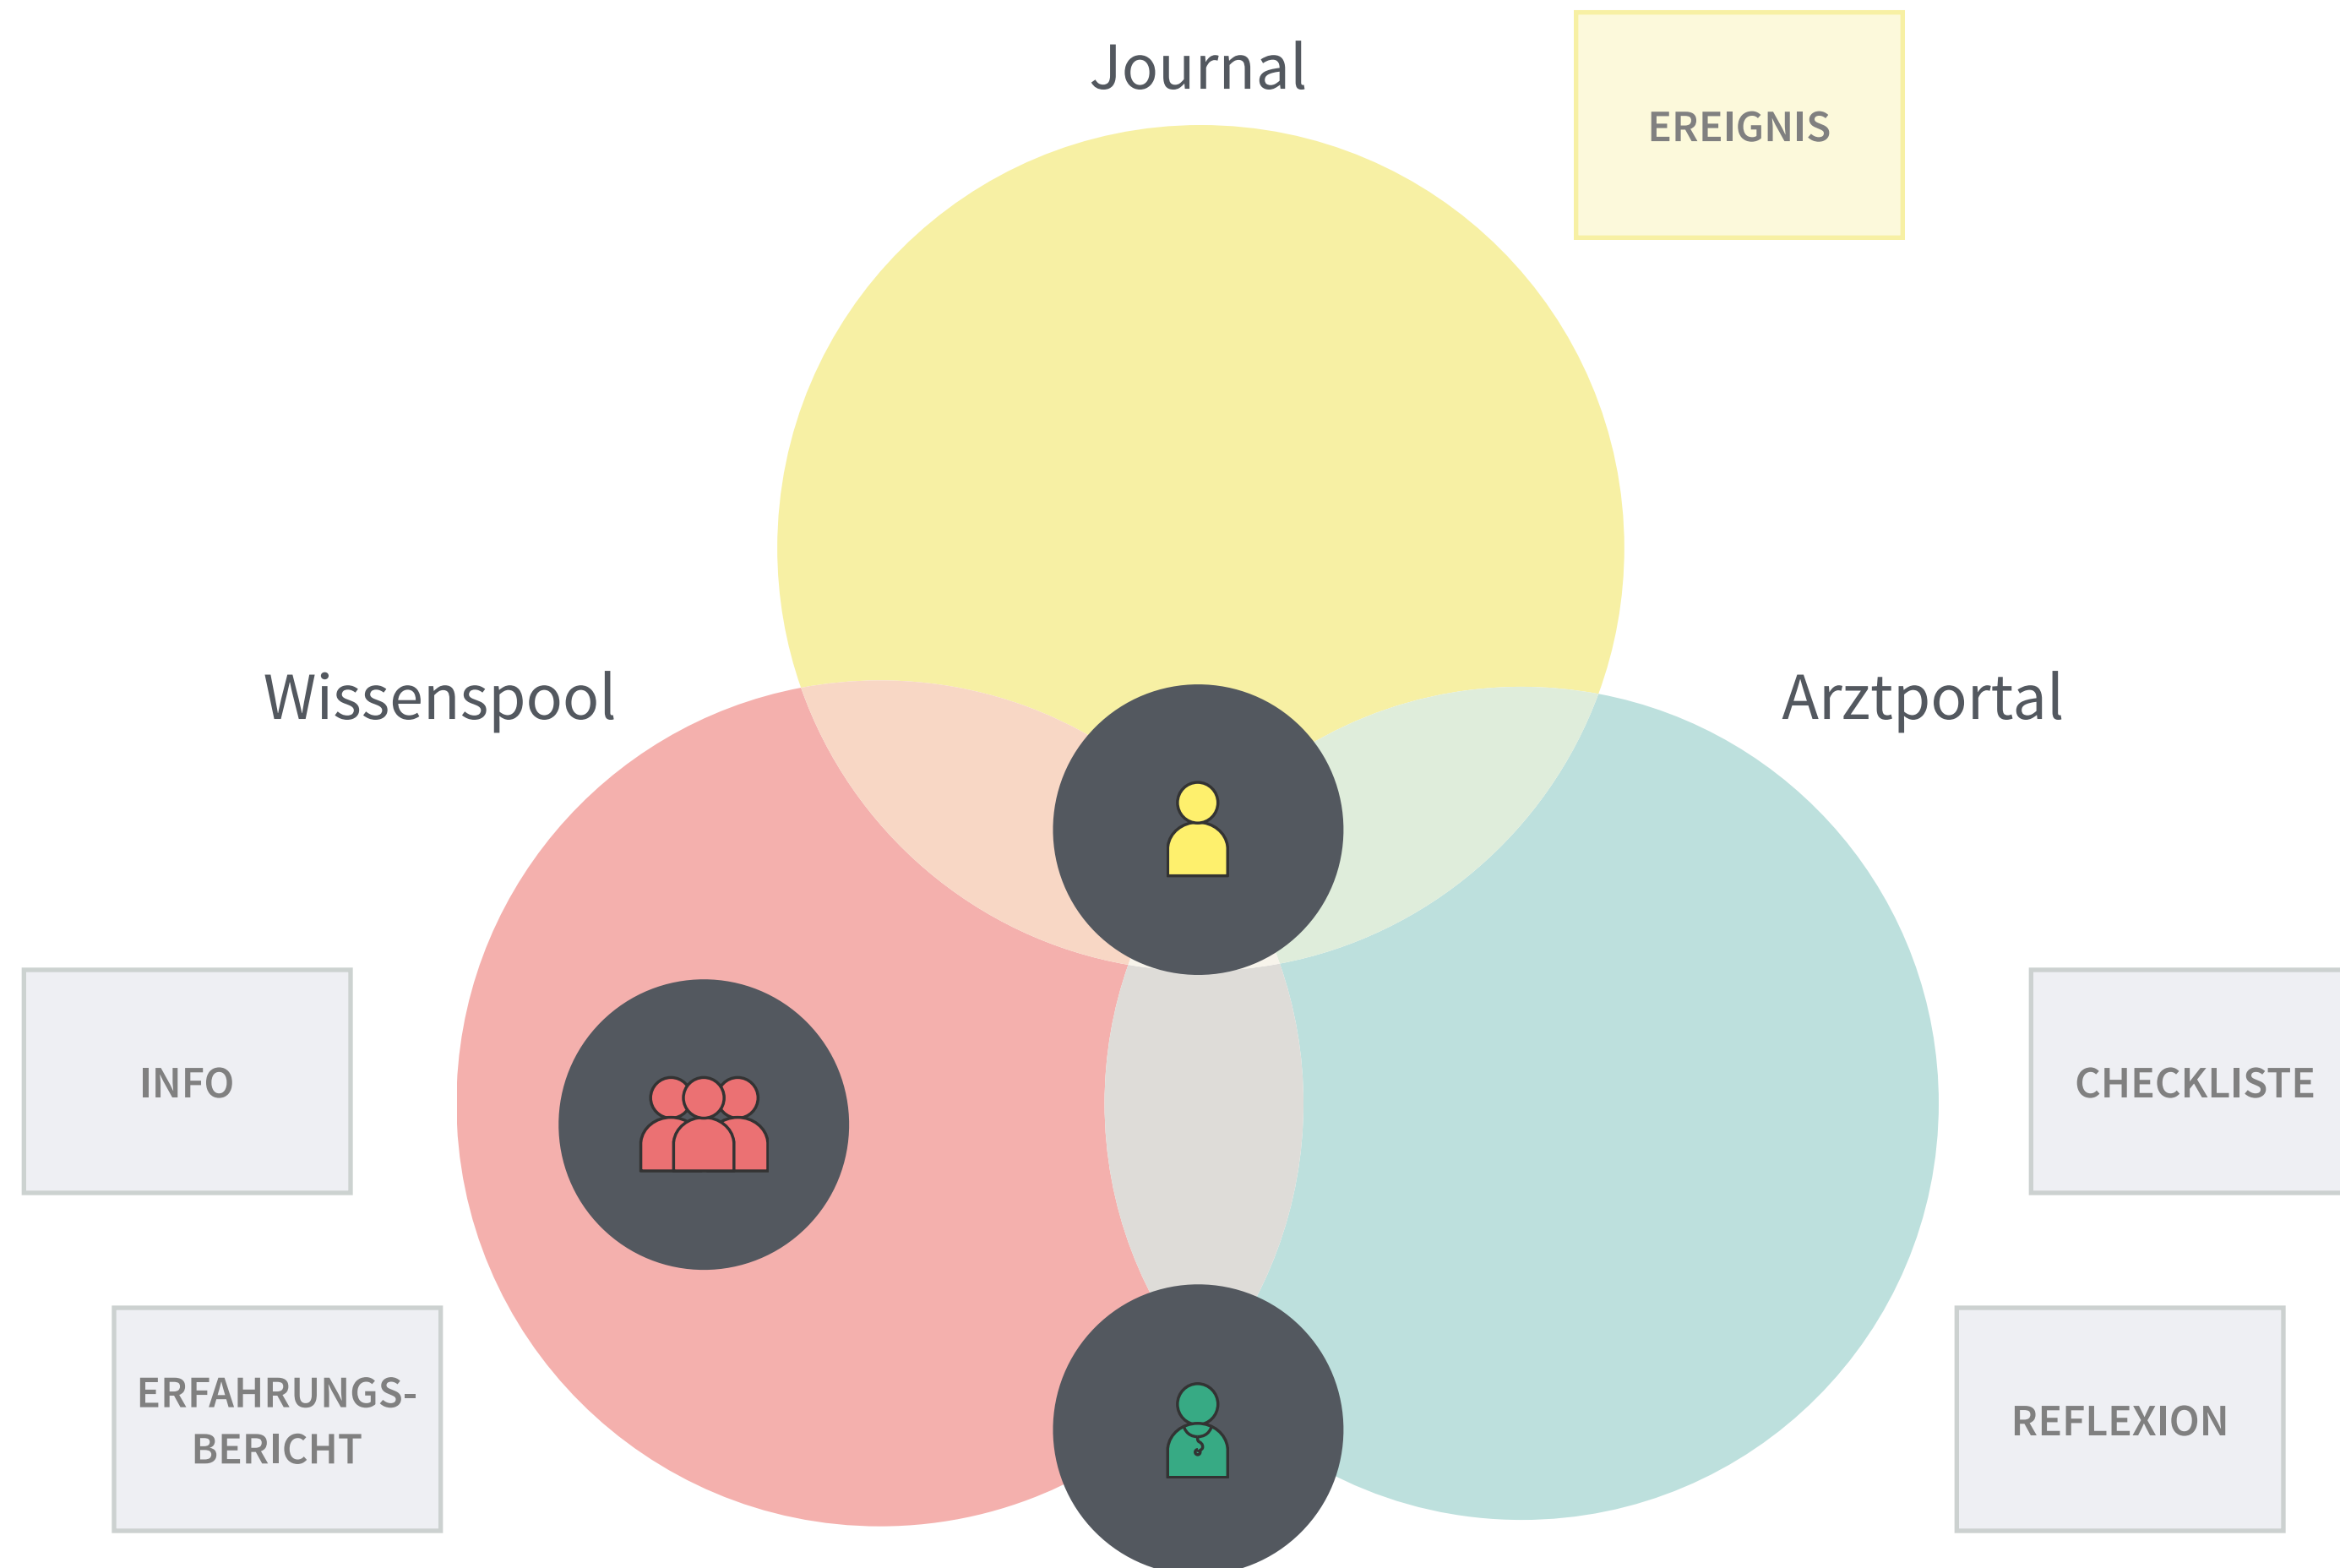 Journal
EREIGNIS
Wissenspool
Arztportal
INFO
CHECKLISTE
ERFAHRUNGS-
BERICHT
REFLEXION